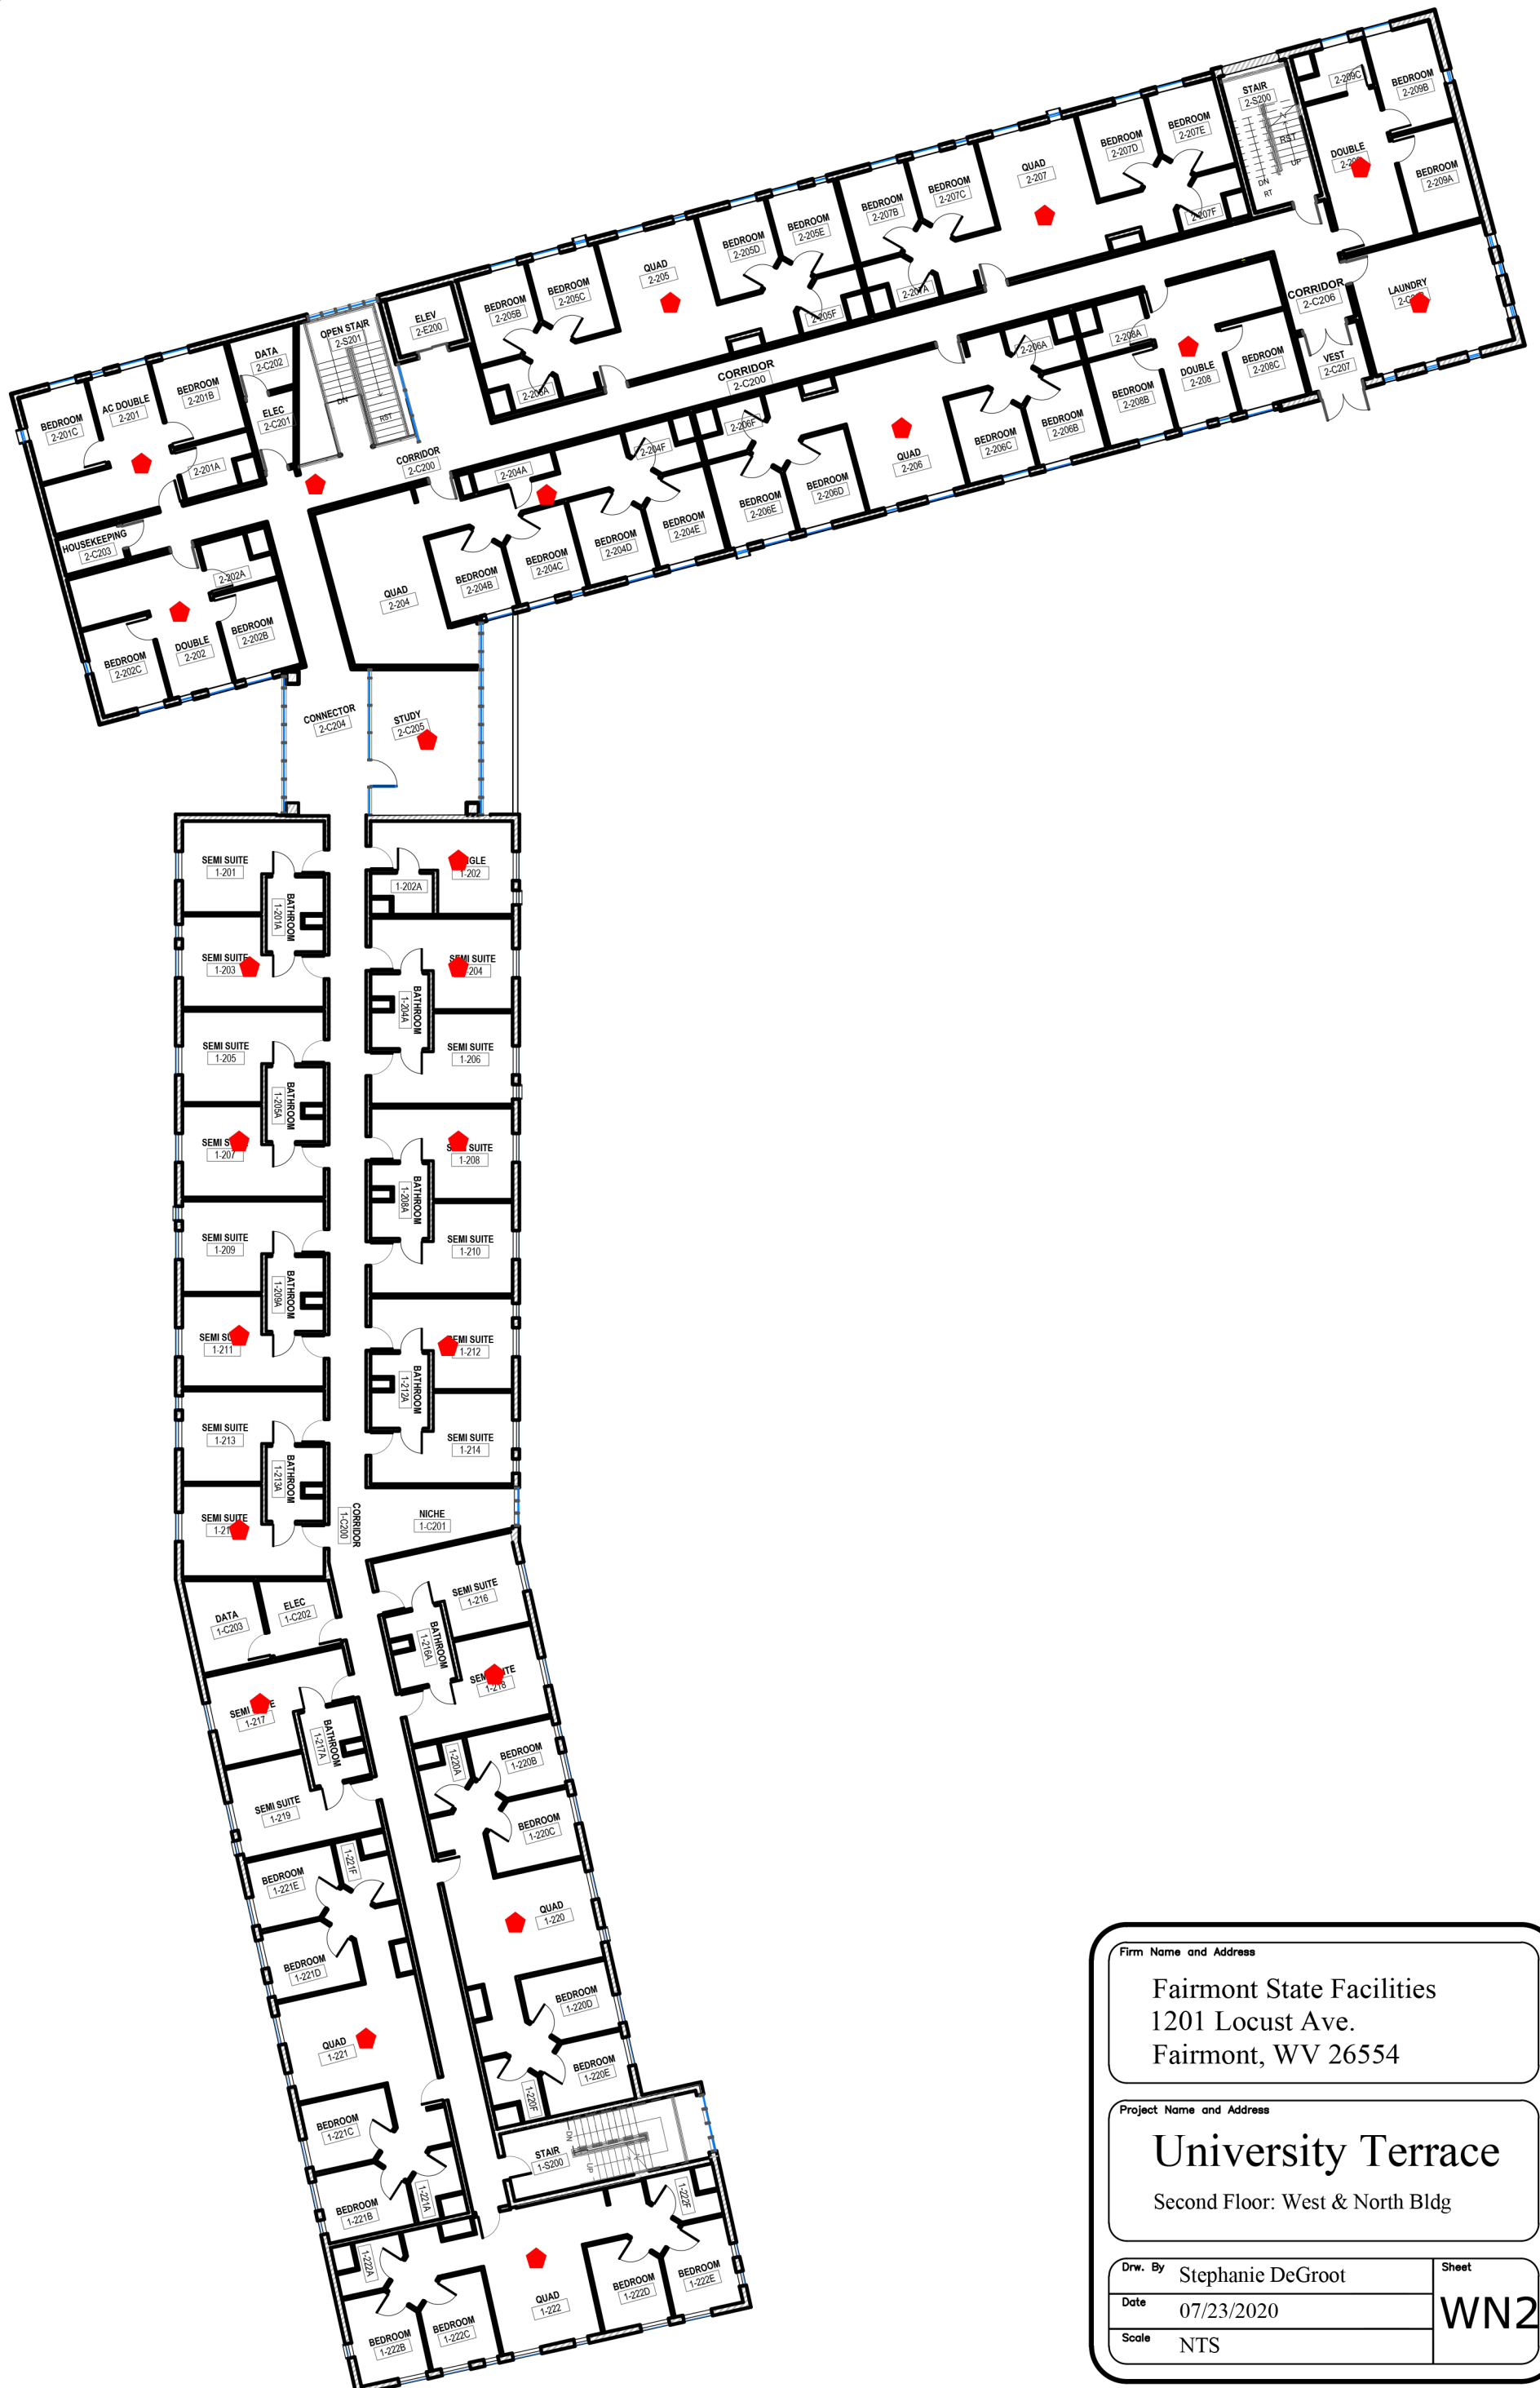 STAIR
2-S200
DN
RT
RST
UP
2-209C
BEDROOM
2-209B
DOUBLE
BEDROOM
2-209A
LAUNDRY
CORRIDOR
2-C206
VEST
2-C207
BEDROOM
2-207E
BEDROOM
2-207D
QUAD
2-207
2-207F
BEDROOM
2-207C
BEDROOM
2-207B
2-207A
BEDROOM
2-205E
BEDROOM
2-205D
QUAD
2-205
2-205F
BEDROOM
2-205C
BEDROOM
2-205B
2-205A
ELEV
2-E200
OPEN STAIR
2-S201
DN
RST
DATA
2-C202
ELEC
2-C201
BEDROOM
2-201B
AC DOUBLE
2-201
BEDROOM
2-201C
2-201A
HOUSEKEEPING
2-C203
2-202A
BEDROOM
2-202B
DOUBLE
2-202
BEDROOM
2-202C
CORRIDOR
2-C200
CORRIDOR
2-C200
2-204A
2-204F
QUAD
2-204
BEDROOM
2-204B
BEDROOM
2-204C
BEDROOM
2-204D
BEDROOM
2-204E
2-206F
BEDROOM
2-206E
BEDROOM
2-206D
QUAD
2-206
BEDROOM
2-206C
BEDROOM
2-206B
2-206A
2-208A
BEDROOM
2-208B
DOUBLE
2-208
BEDROOM
2-208C
CONNECTOR
2-C204
STUDY
2-C205
SEMI SUITE
1-201
BATHROOM
1-201A
1-202
1-202A
SEMI SUITE
1-203
SUITE
BATHROOM
1-204A
SEMI SUITE
1-205
BATHROOM
1-205A
SEMI SUITE
1-206
SEMI
1-207
SUITE
1-208
BATHROOM
1-208A
SEMI SUITE
1-209
BATHROOM
1-209A
SEMI SUITE
1-210
SEMI
1-211
SEMI SUITE
1-212
BATHROOM
1-212A
SEMI SUITE
1-213
BATHROOM
1-213A
SEMI SUITE
1-214
SEMI SUITE
CORRIDOR
1-C200
NICHE
1-C201
DATA
1-C203
ELEC
1-C202
SEMI SUITE
1-216
BATHROOM
1-216A
1-218
SEMI
1-217
BATHROOM
1-217A
SEMI SUITE
1-219
1-220A
BEDROOM
1-220B
BEDROOM
1-220C
QUAD
1-220
BEDROOM
1-220D
BEDROOM
1-220E
1-220F
1-221F
BEDROOM
1-221E
BEDROOM
1-221D
QUAD
1-221
BEDROOM
1-221C
BEDROOM
1-221B
1-221A
STAIR
1-S200
DN
UP
1-222A
BEDROOM
1-222B
BEDROOM
1-222C
QUAD
1-222
BEDROOM
1-222D
BEDROOM
1-222E
1-222F
Firm Name and Address
Fairmont State Facilities
1201 Locust Ave.
Fairmont, WV 26554
Project Name and Address
University Terrace
Second Floor: West & North Bldg
Drw. By Stephanie DeGroot
Date 07/23/2020
Scale NTS
Sheet
WN2